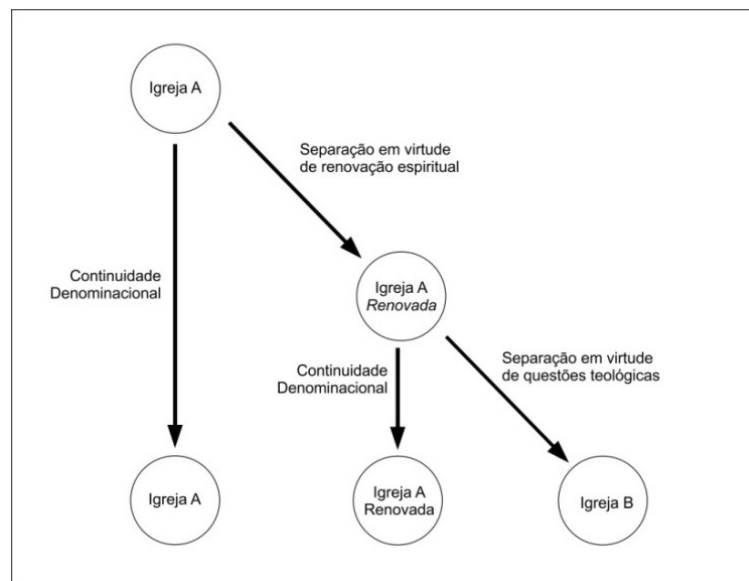 Igreja A
Separação em virtude
de renovação espiritual
Continuidade
Denominacional
Igreja A
Renovada
Continuidade
Denominacional
Separação em virtude
de questões teológicas
Igreja A
Igreja A
Renovada
Igreja B